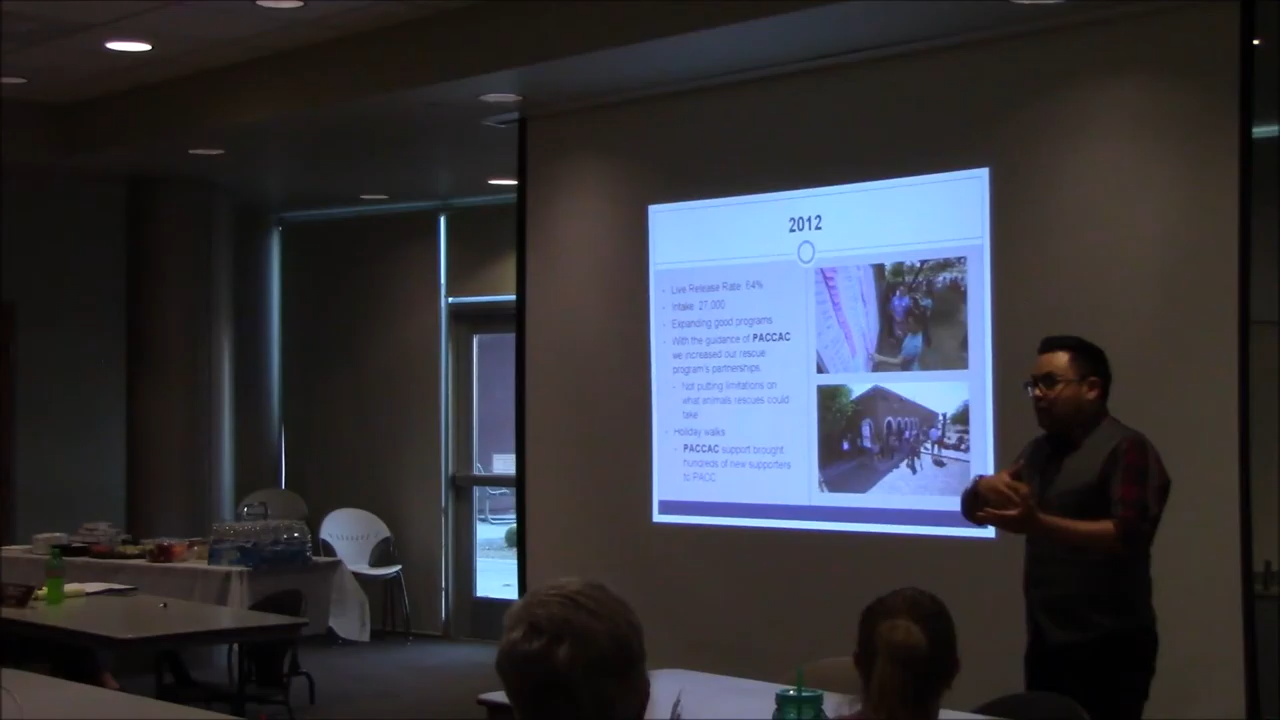 2012
- Live Release Rate: 64%
- Intake: 27,000
- Expanding good programs
- With the guidance of PACCAC
we increased our rescue
program's partnerships.
- Not putting limitations on
what animals rescues could
take
- Holiday walks
- PACCAC support brought
hundreds of new supporters
to PACC